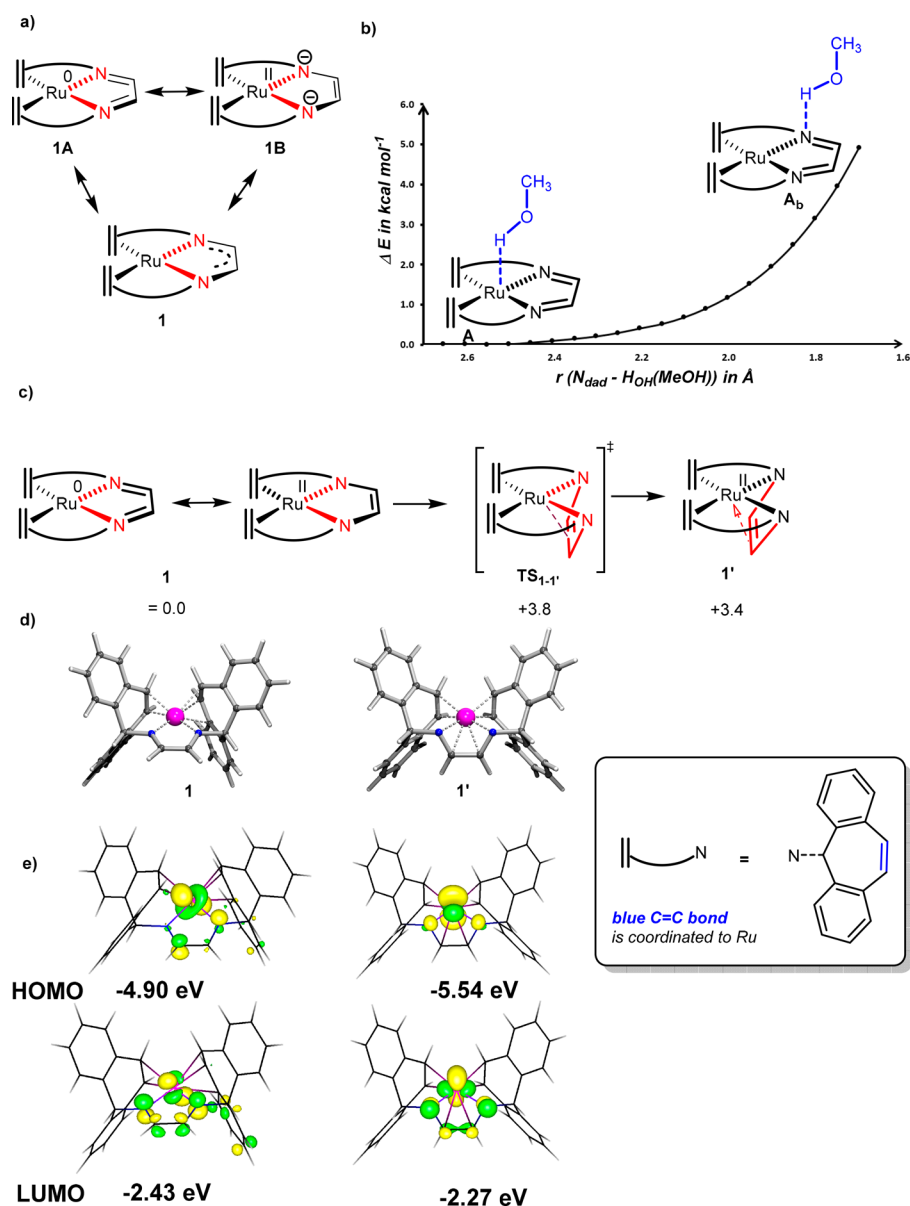 a)
0
Ru
N
N
1A
II
Ru
N
⊖
N
⊖
1B
Ru
N
N
1
b)
ΔE in kcal mol-1
6.0
5.0
4.0
3.0
2.0
1.0
0.0
2.6
2.4
2.2
2.0
1.8
1.6
r (Ndad - HOH(MeOH)) in Å
CH3
O
H
Ru
N
N
A
CH3
O
H
Ru
N
N
Ab
c)
0
Ru
N
N
II
Ru
N
N
1
= 0.0
Ru
N
N
‡
TS1-1'
+3.8
II
Ru
N
N
1'
+3.4
d)
1
1'
N
=
N
blue C=C bond
is coordinated to Ru
e)
HOMO
-4.90 eV
-5.54 eV
LUMO
-2.43 eV
-2.27 eV